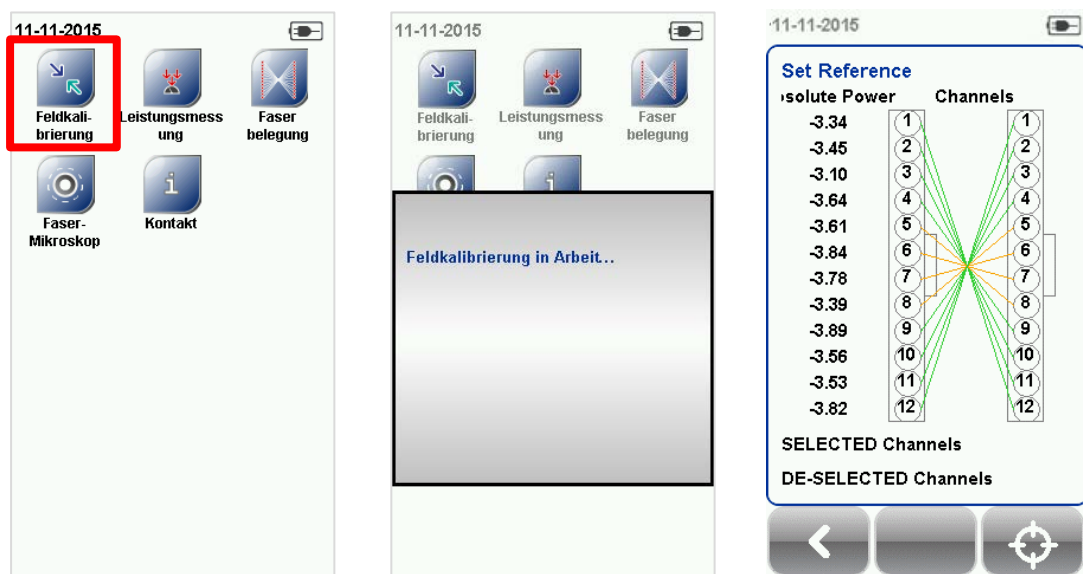 11-11-2015
Feldkali-
brierung
Leistungsmess
ung
Faser
belegung
Faser-
Mikroskop
Kontakt
11-11-2015
Feldkali-
brierung
Leistungsmess
ung
Faser
belegung
Feldkalibrierung in Arbeit...
11-11-2015
Set Reference
solute Power Channels
-3.34 1 1
-3.45 2 2
-3.10 3 3
-3.64 4 4
-3.61 5 5
-3.84 6 6
-3.78 7 7
-3.39 8 8
-3.89 9 9
-3.56 10 10
-3.53 11 11
-3.82 12 12
SELECTED Channels
DE-SELECTED Channels